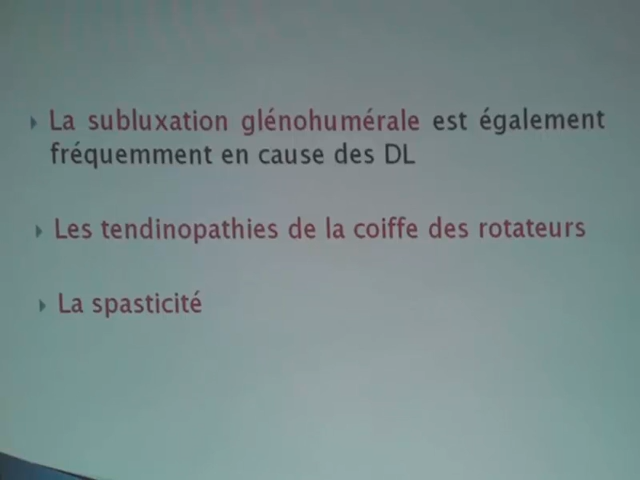 La subluxation glénohumérale est également
fréquemment en cause des DL
Les tendinopathies de la coiffe des rotateurs
La spasticité